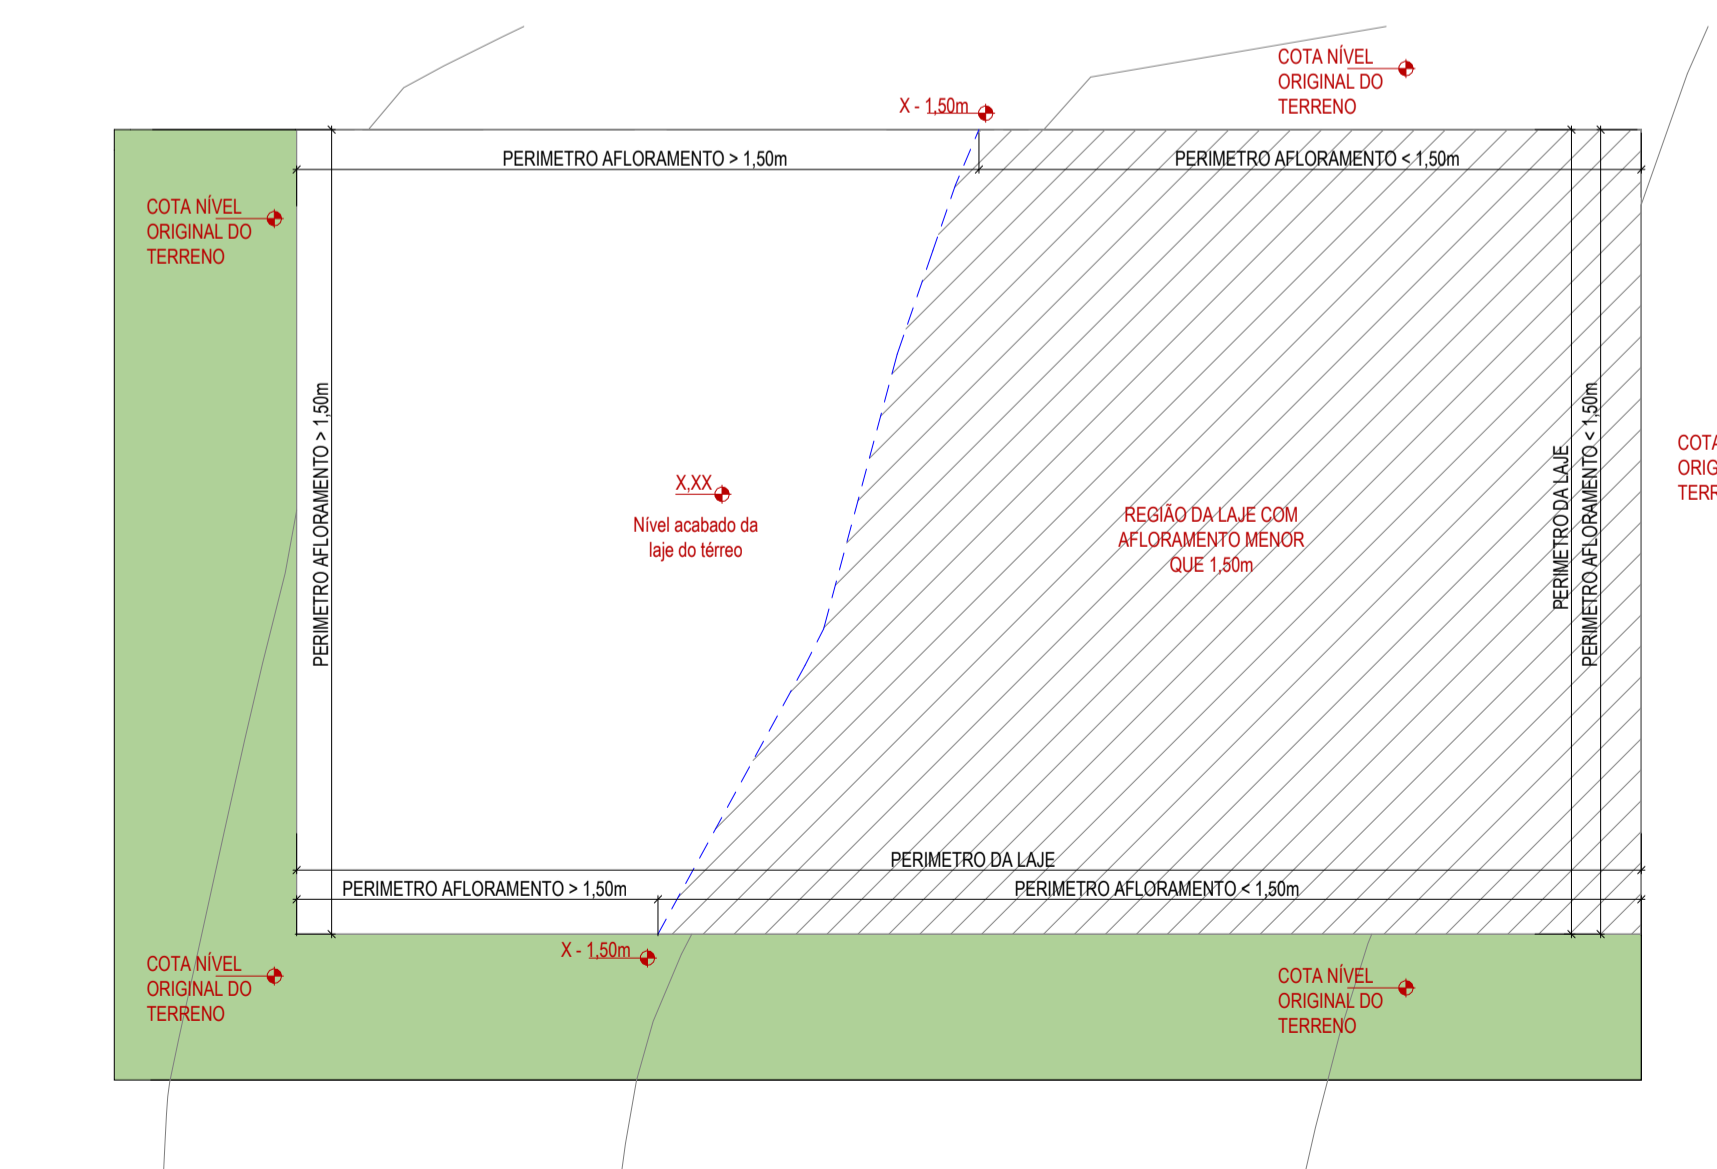 COTA NÍVEL
ORIGINAL DO
TERRENO
X - 1,50m
PERIMETRO AFLORAMENTO > 1,50m
PERIMETRO AFLORAMENTO < 1,50m
COTA NÍVEL
ORIGINAL DO
TERRENO
PERIMETRO AFLORAMENTO > 1,50m
X,XX
Nível acabado da
laje do térreo
REGIÃO DA LAJE COM
AFLORAMENTO MENOR
QUE 1,50m
PERIMETRO DA LAJE
PERIMETRO AFLORAMENTO < 1,50m
COTA
ORIG
TERR
PERIMETRO DA LAJE
PERIMETRO AFLORAMENTO > 1,50m
PERIMETRO AFLORAMENTO < 1,50m
X - 1,50m
COTA NÍVEL
ORIGINAL DO
TERRENO
COTA NÍVEL
ORIGINAL DO
TERRENO